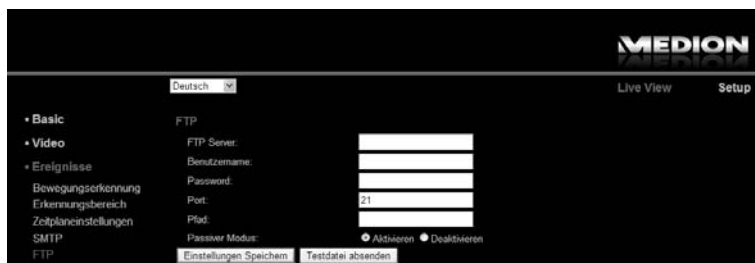 MEDION
Deutsch
Live View Setup
• Basic
• Video
• Ereignisse
Bewegungserkennung
Erkennungsbereich
Zeitplaneinstellungen
SMTP
FTP
FTP
FTP Server:
Benutzername:
Password:
Port: 21
Pfad:
Passiver Modus: Aktivieren Deaktivieren
Einstellungen Speichern Testdatei absenden